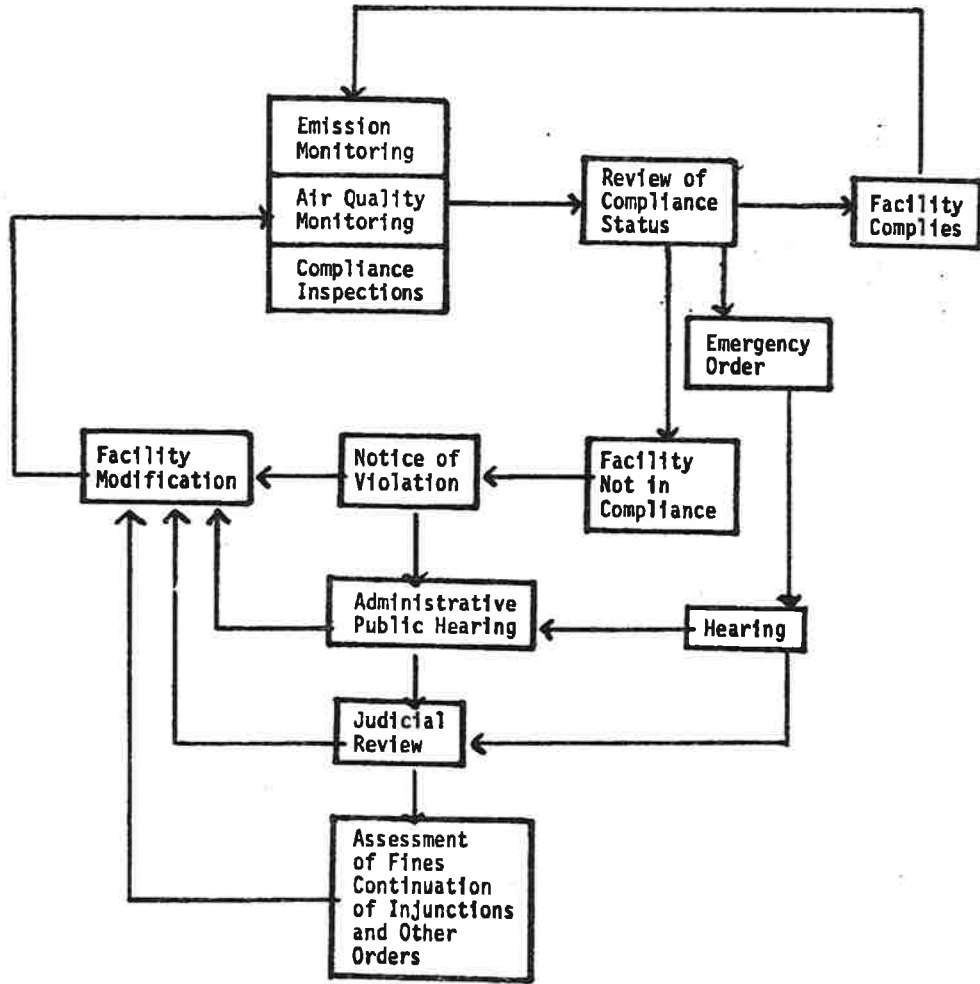 Emission
Monitoring
Air Quality
Monitoring
Compliance
Inspections
Review of
Compliance
Status
Facility
Complies
Emergency
Order
Facility
Modification
Notice of
Violation
Facility
Not in
Compliance
Administrative
Public Hearing
Hearing
Judicial
Review
Assessment
of Fines
Continuation
of Injunctions
and Other
Orders